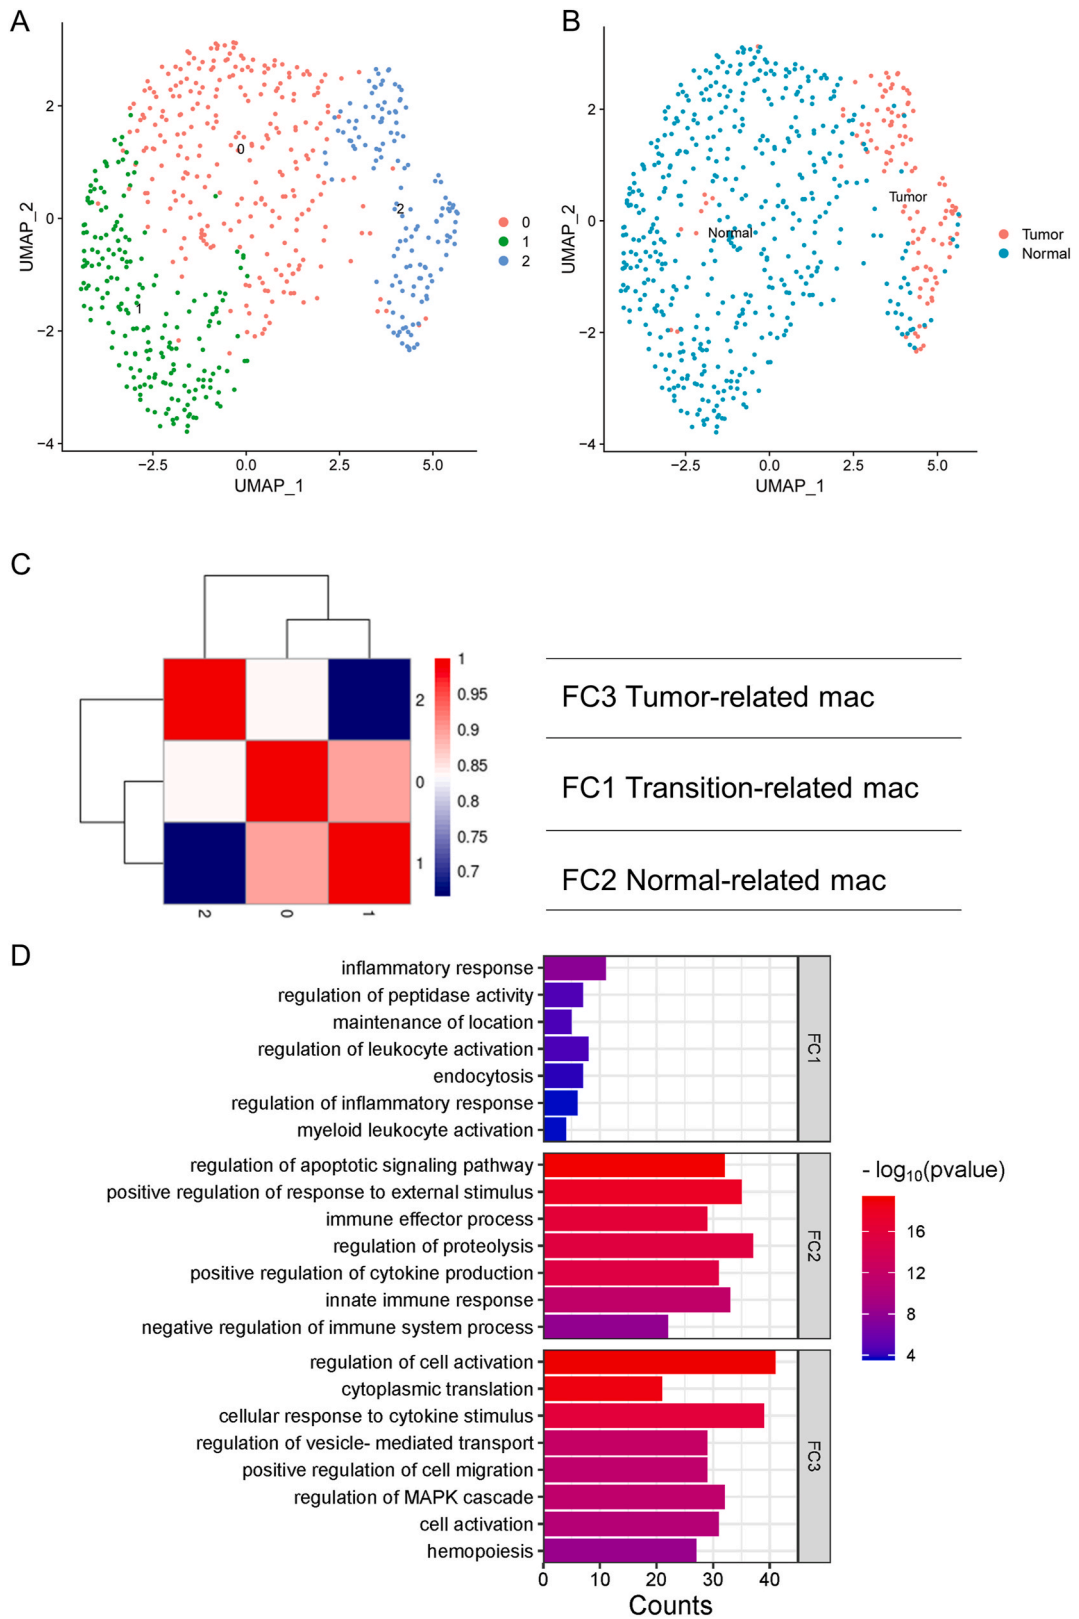 A
B
2
0
−2
−4
UMAP_2
−2.5
0.0
2.5
5.0
UMAP_1
0
1
2
0
1
2
2
0
−2
−4
UMAP_2
−2.5
0.0
2.5
5.0
UMAP_1
Normal
Tumor
Tumor
Normal
C
2
0
1
2
0
1
1
0.95
0.9
0.85
0.8
0.75
0.7
FC3 Tumor-related mac
FC1 Transition-related mac
FC2 Normal-related mac
D
inflammatory response
regulation of peptidase activity
maintenance of location
regulation of leukocyte activation
endocytosis
regulation of inflammatory response
myeloid leukocyte activation
FC1
regulation of apoptotic signaling pathway
positive regulation of response to external stimulus
immune effector process
regulation of proteolysis
positive regulation of cytokine production
innate immune response
negative regulation of immune system process
FC2
regulation of cell activation
cytoplasmic translation
cellular response to cytokine stimulus
regulation of vesicle- mediated transport
positive regulation of cell migration
regulation of MAPK cascade
cell activation
hemopoiesis
FC3
0
10
20
30
40
Counts
- log10(pvalue)
16
12
8
4